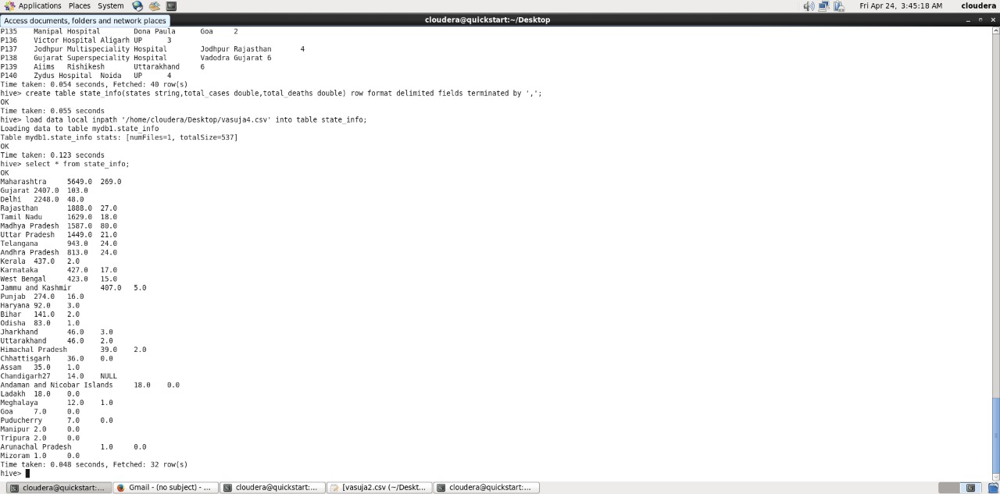 Applications Places System Fri Apr 24, 3:45:18 AM cloudera
Access documents, folders and network places
cloudera@quickstart:~/Desktop
P135 Manipal Hospital Dona Paula Goa 2
P136 Victor Hospital Aligarh UP 3
P137 Jodhpur Multispeciality Hospital Jodhpur Rajasthan 4
P138 Gujarat Superspeciality Hospital Vadodra Gujarat 6
P139 Aiims Rishikesh Uttarakhand 6
P140 Zydus Hospital Noida UP 4
Time taken: 0.054 seconds, Fetched: 40 row(s)
hive> create table state_info(states string,total_cases double,total_deaths double) row format delimited fields terminated by ',';
OK
Time taken: 0.055 seconds
hive> load data local inpath '/home/cloudera/Desktop/vasuja4.csv' into table state_info;
Loading data to table mydb1.state_info
Table mydb1.state_info stats: [numFiles=1, totalSize=537]
OK
Time taken: 0.123 seconds
hive> select * from state_info;
OK
Maharashtra 5649.0 269.0
Gujarat 2407.0 103.0
Delhi 2248.0 48.0
Rajasthan 1888.0 27.0
Tamil Nadu 1629.0 18.0
Madhya Pradesh 1587.0 80.0
Uttar Pradesh 1449.0 21.0
Telangana 943.0 24.0
Andhra Pradesh 813.0 24.0
Kerala 437.0 2.0
Karnataka 427.0 17.0
West Bengal 423.0 15.0
Jammu and Kashmir 407.0 5.0
Punjab 274.0 16.0
Haryana 92.0 3.0
Bihar 141.0 2.0
Odisha 83.0 1.0
Jharkhand 46.0 3.0
Uttarakhand 46.0 2.0
Himachal Pradesh 39.0 2.0
Chhattisgarh 36.0 0.0
Assam 35.0 1.0
Chandigarh27 14.0 NULL
Andaman and Nicobar Islands 18.0 0.0
Ladakh 18.0 0.0
Meghalaya 12.0 1.0
Goa 7.0 0.0
Puducherry 7.0 0.0
Manipur 2.0 0.0
Tripura 2.0 0.0
Arunachal Pradesh 1.0 0.0
Mizoram 1.0 0.0
Time taken: 0.048 seconds, Fetched: 32 row(s)
hive>
cloudera@quickstart:... Gmail - (no subject) - ... cloudera@quickstart:... [vasuja2.csv (~/Deskt... cloudera@quickstart:...